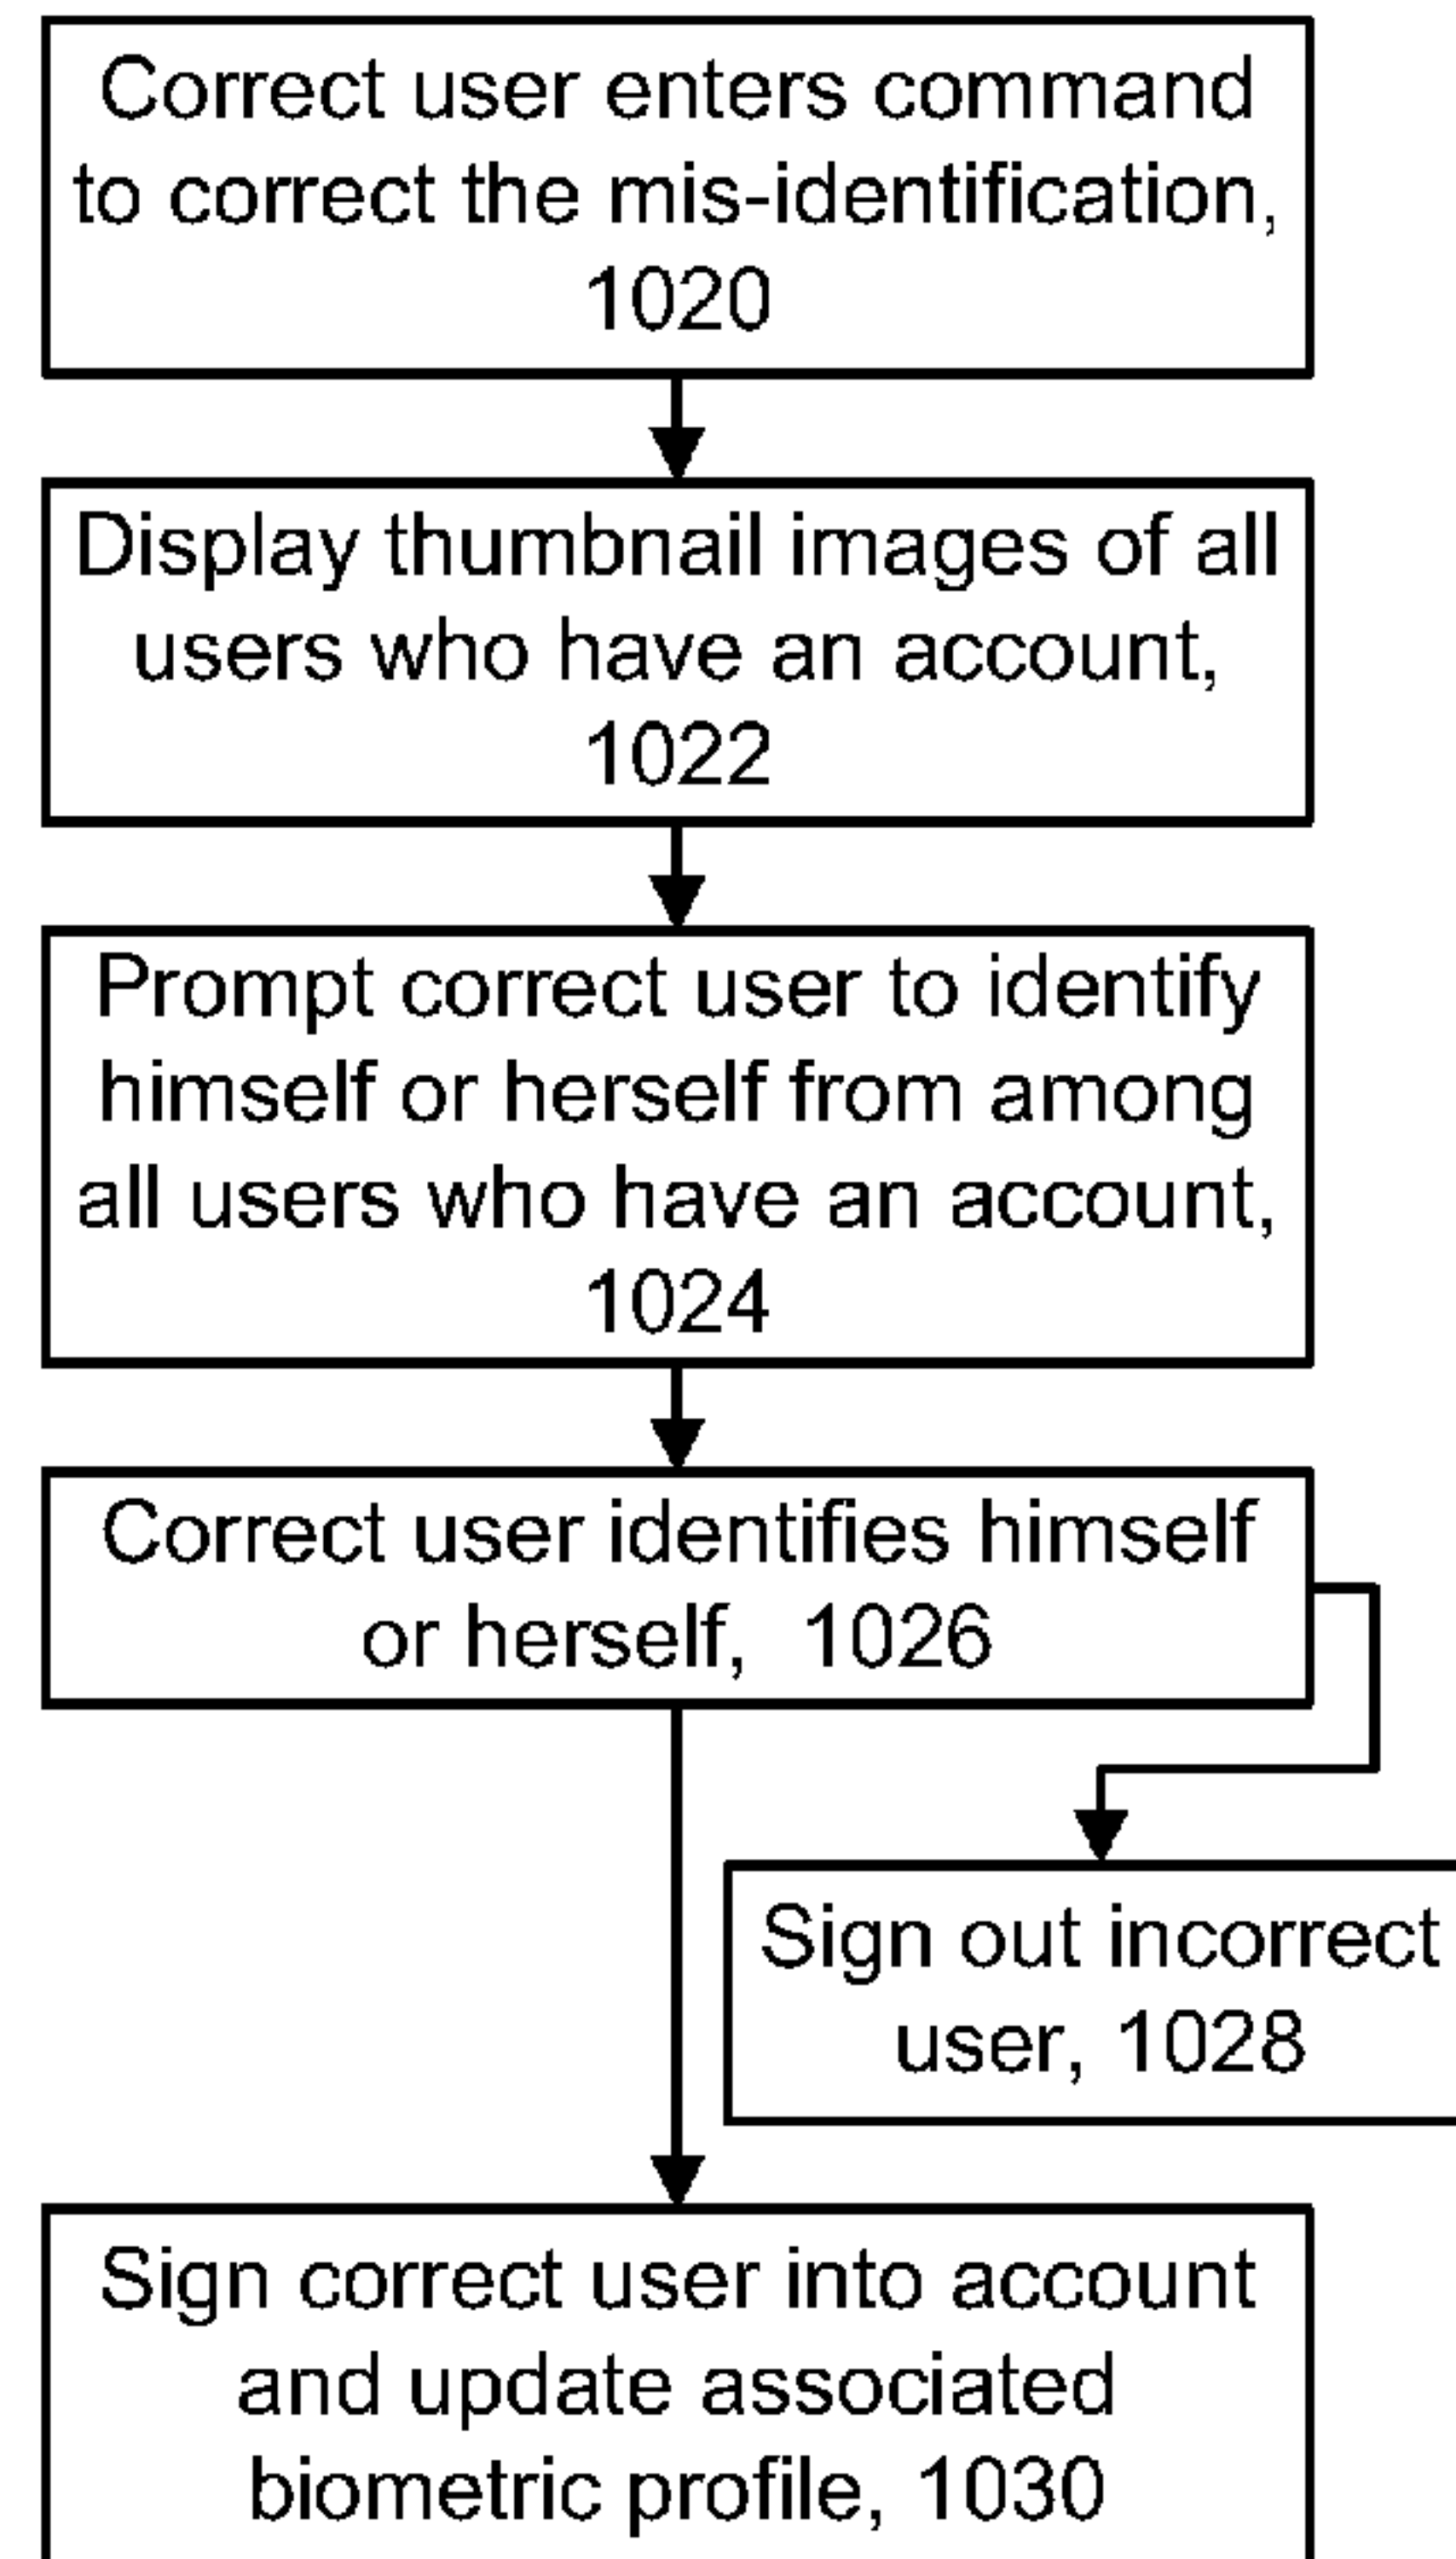 Correct user enters command
to correct the mis-identification,
1020
Display thumbnail images of all
users who have an account,
1022
Prompt correct user to identify
himself or herself from among
all users who have an account,
1024
Correct user identifies himself
or herself, 1026
Sign out incorrect
user, 1028
Sign correct user into account
and update associated
biometric profile, 1030